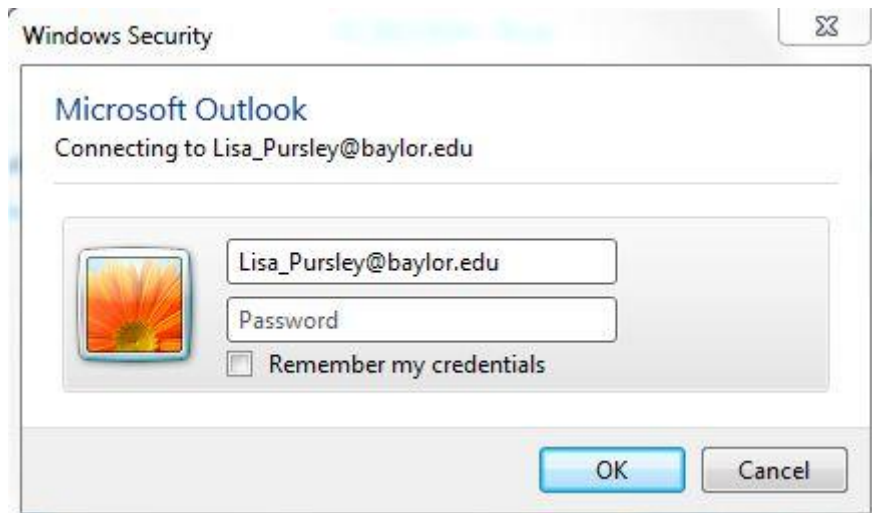 Windows Security
Microsoft Outlook
Connecting to Lisa_Pursley@baylor.edu
Lisa_Pursley@baylor.edu
Password
Remember my credentials
OK Cancel